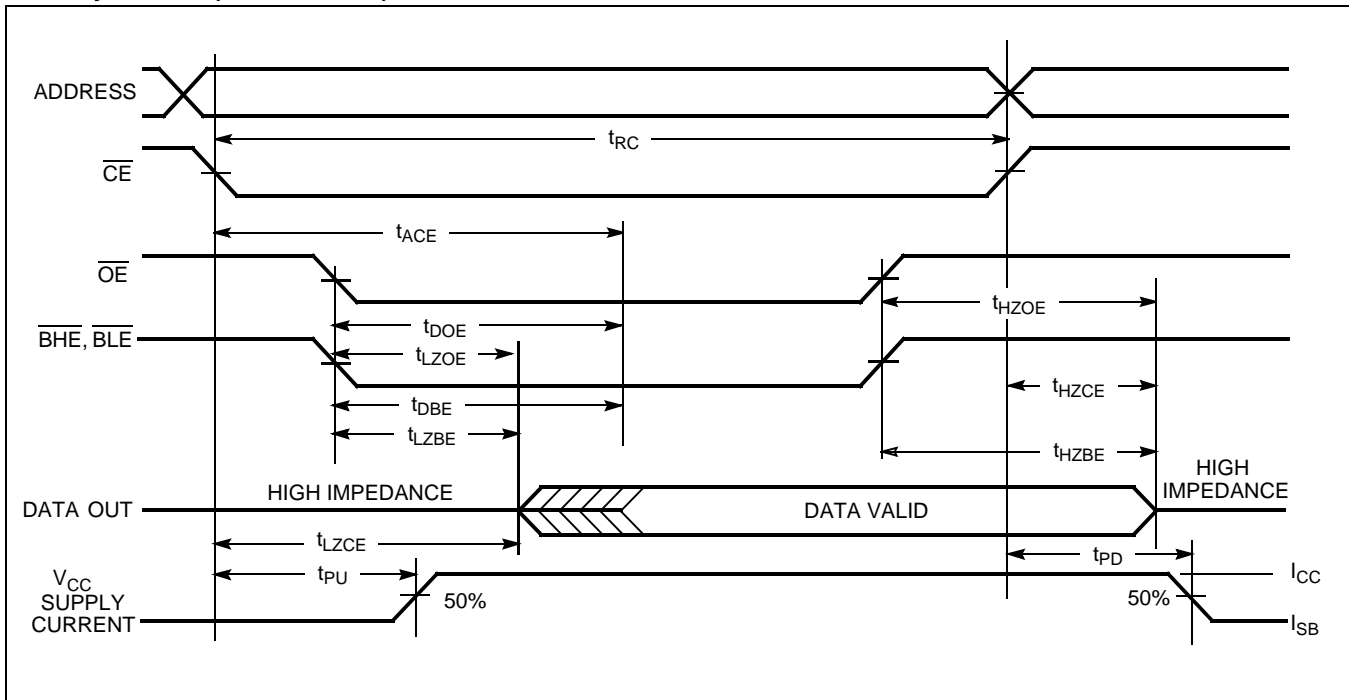 ADDRESS
tRC
CE
tACE
OE
tHZOE
tDOE
BHE, BLE
tLZOE
tHZCE
tDBE
tLZBE
tHZBE
HIGH IMPEDANCE
HIGH
IMPEDANCE
DATA OUT
DATA VALID
tLZCE
tPD
tPU
VCC
SUPPLY
CURRENT
50%
50%
ICC
ISB